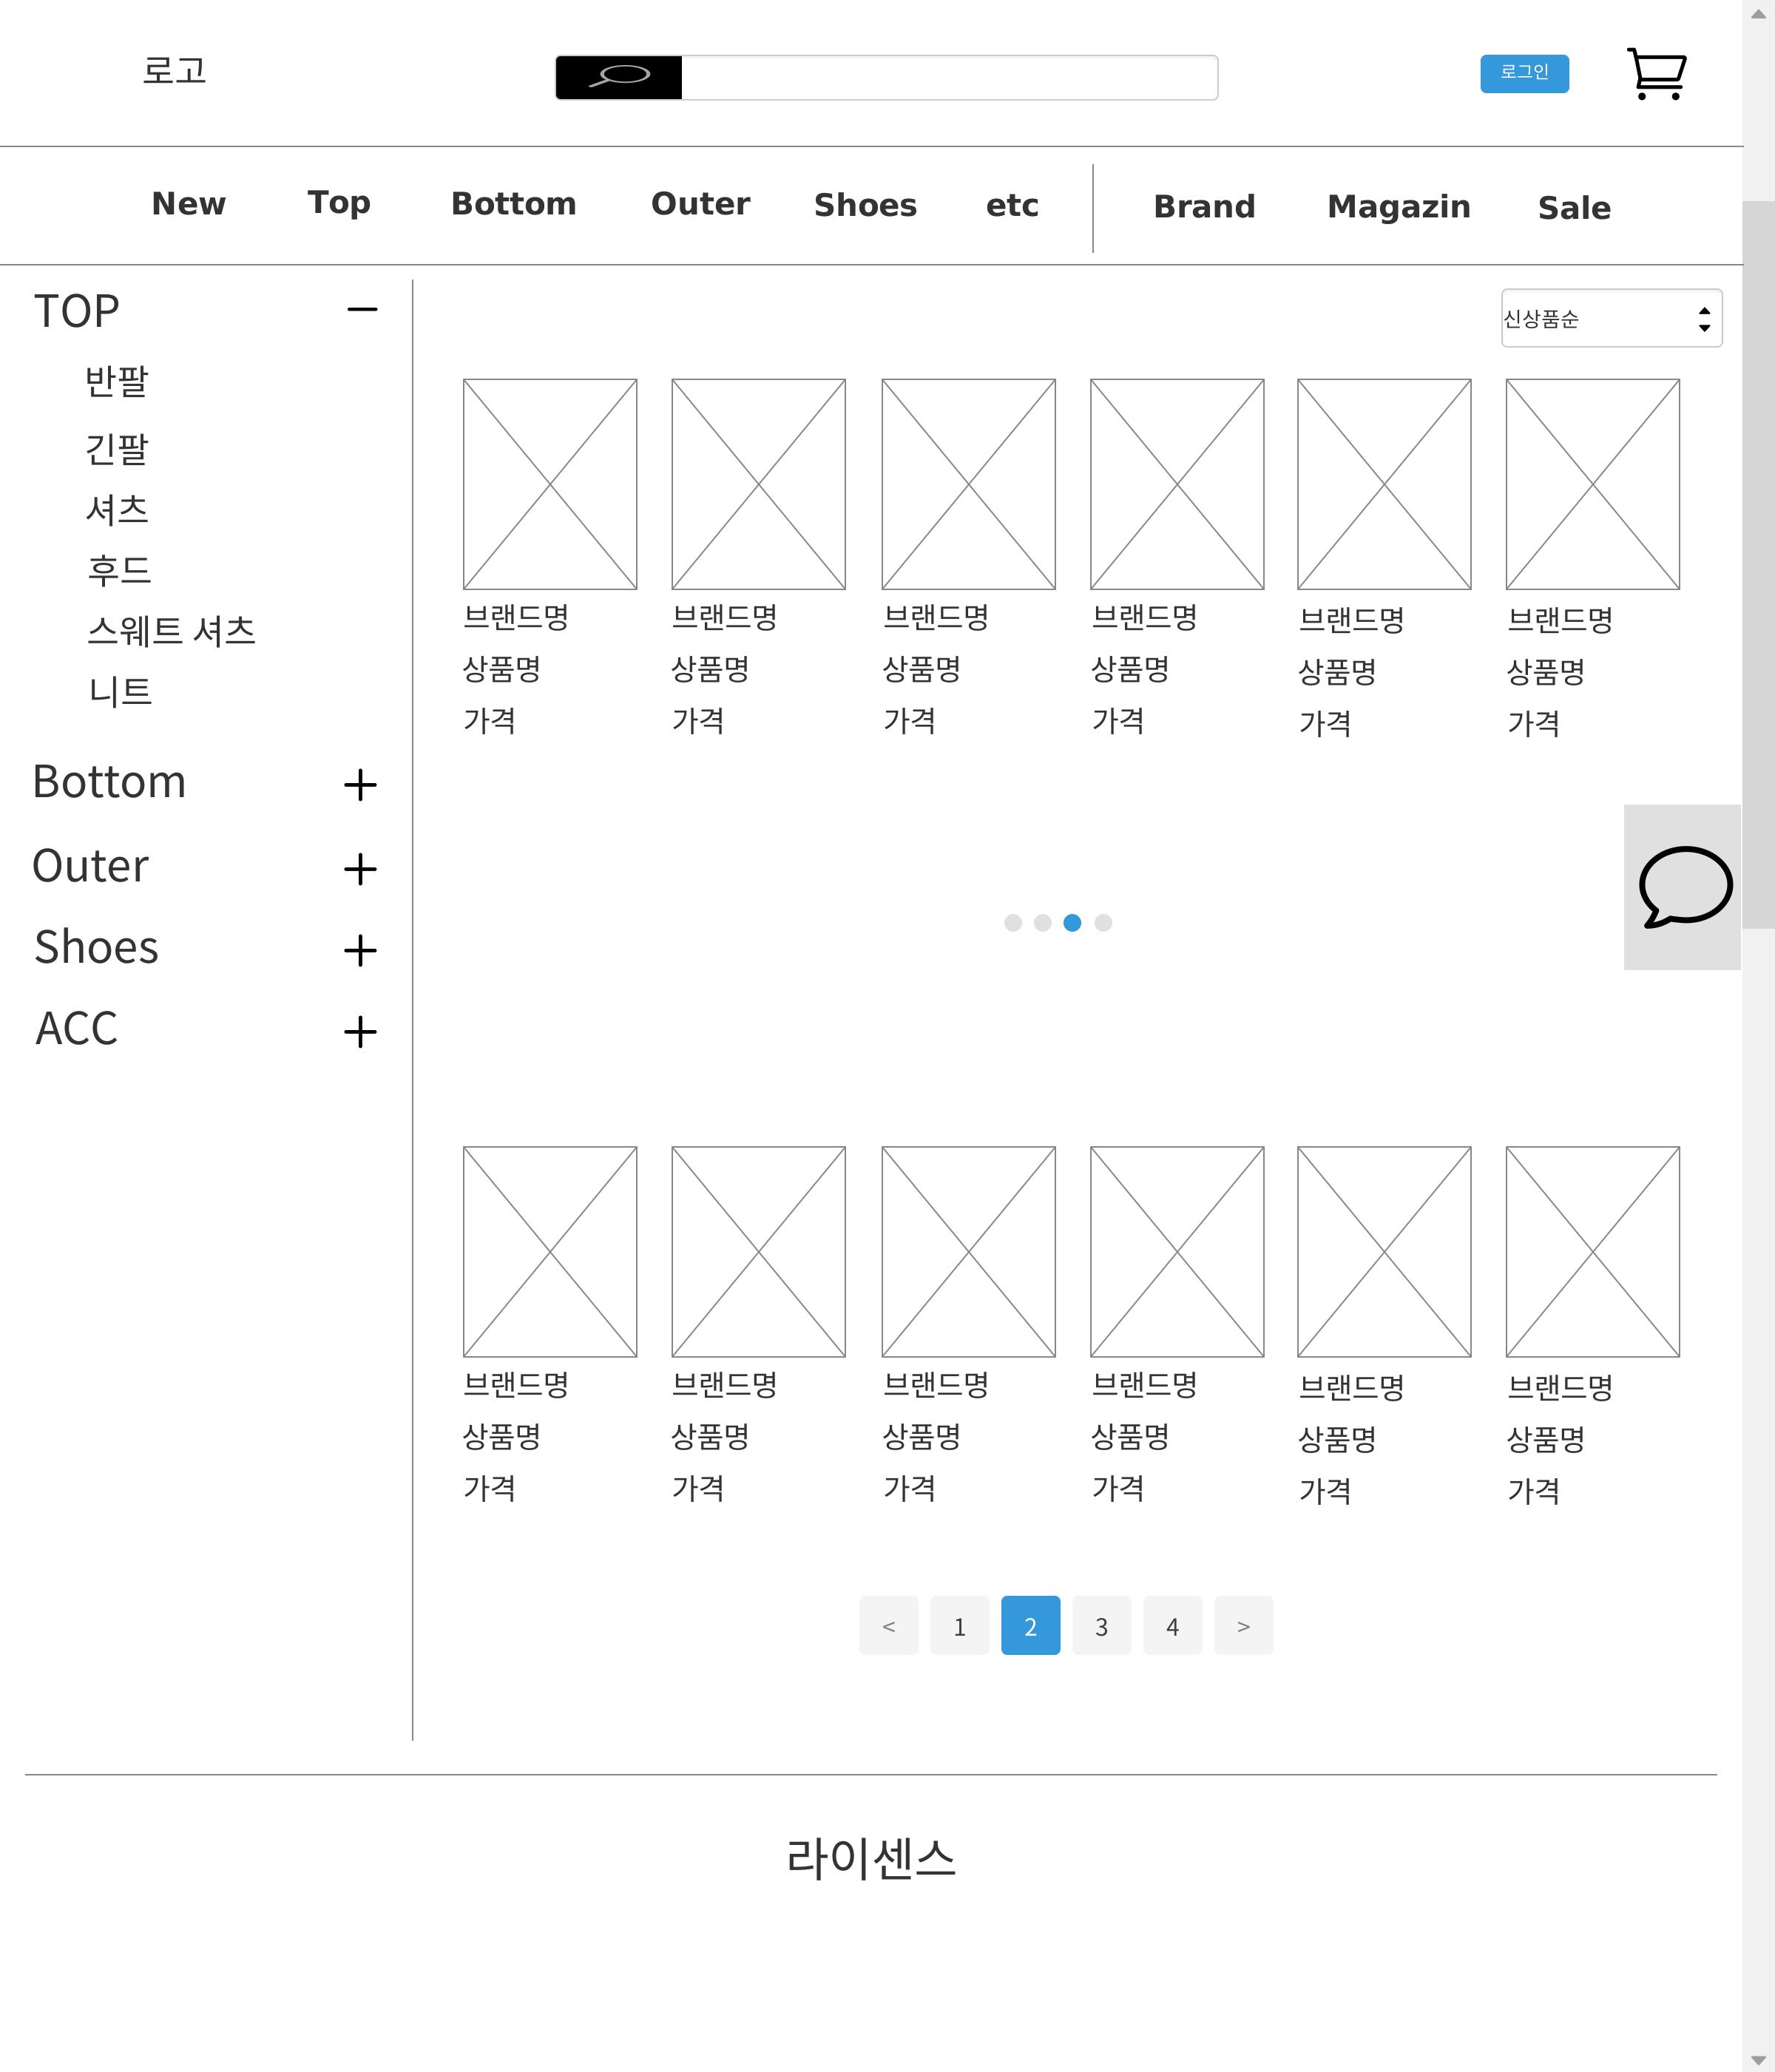 로고
로그인
New Top Bottom Outer Shoes etc Brand Magazin Sale
TOP
반팔
긴팔
셔츠
후드
스웨트 셔츠
니트
Bottom
Outer
Shoes
ACC
신상품순
브랜드명 브랜드명 브랜드명 브랜드명 브랜드명 브랜드명
상품명 상품명 상품명 상품명 상품명 상품명
가격 가격 가격 가격 가격 가격
브랜드명 브랜드명 브랜드명 브랜드명 브랜드명 브랜드명
상품명 상품명 상품명 상품명 상품명 상품명
가격 가격 가격 가격 가격 가격
< 1 2 3 4 >
라이센스